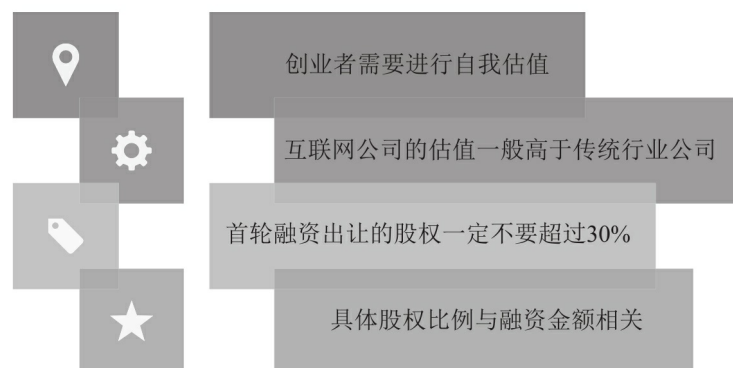 创业者需要进行自我估值
互联网公司的估值一般高于传统行业公司
首轮融资出让的股权一定不要超过30%
具体股权比例与融资金额相关